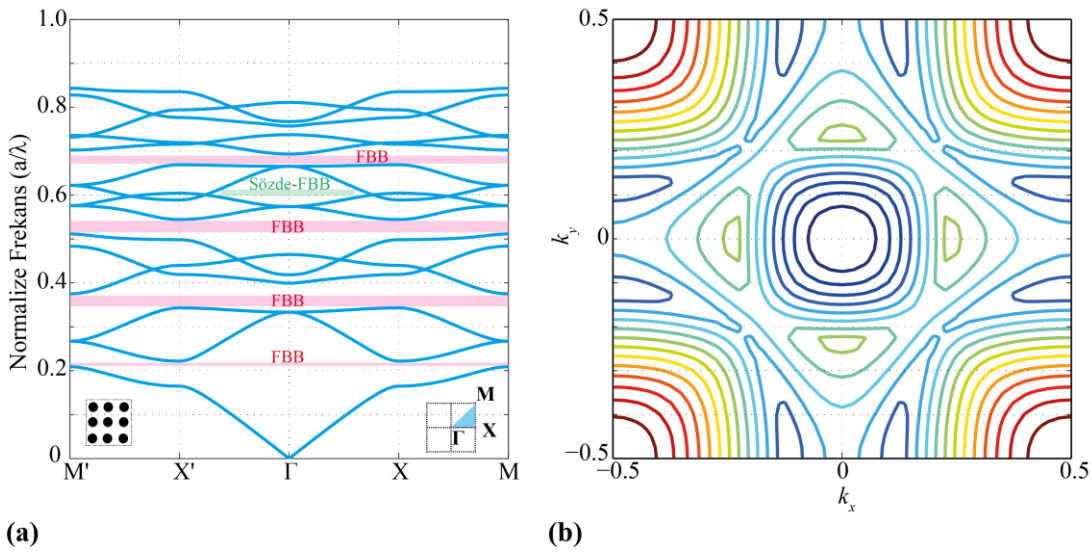 1.0
0.8
0.6
0.4
0.2
0
Normalize Frekans (a/λ)
FBB
Sözde-FBB
FBB
FBB
FBB
M
Γ X
M' X' Γ X M
(a)
0.5
0
−0.5
k_y
−0.5 0 0.5
k_x
(b)